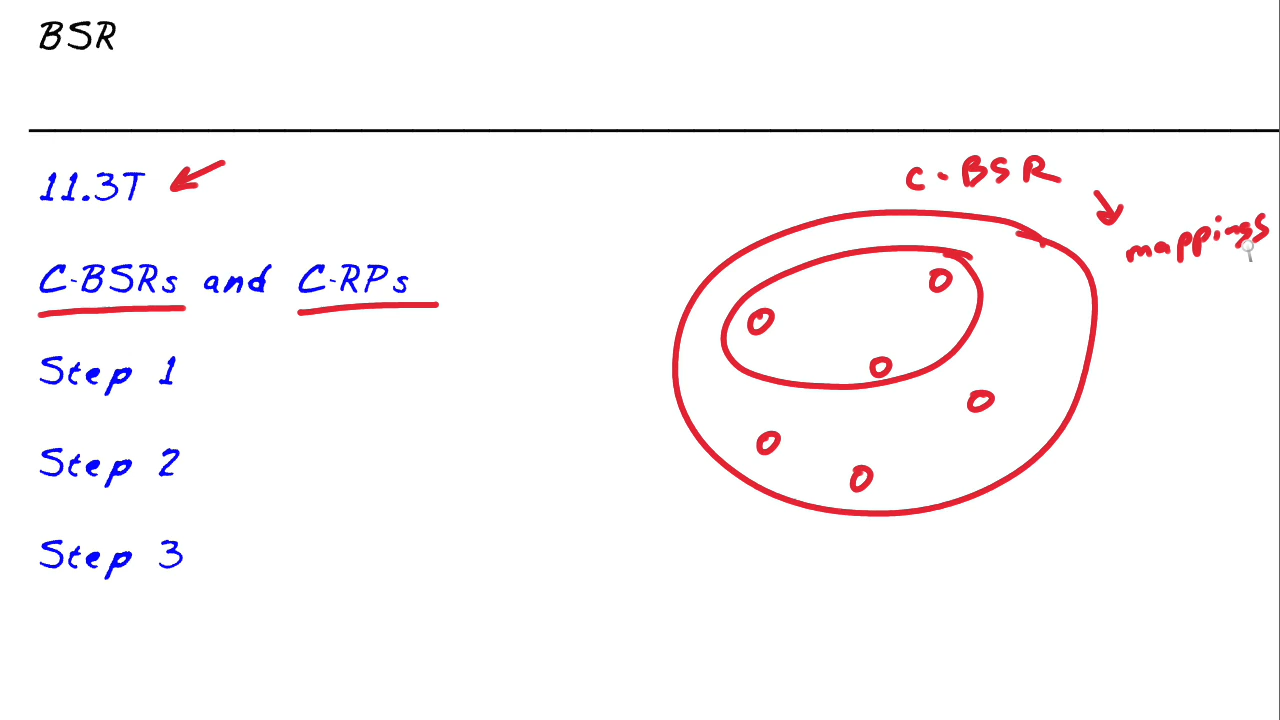 BSR
11.3T
C-BSRs and C-RPs
Step 1
Step 2
Step 3
C-BSR
mappings